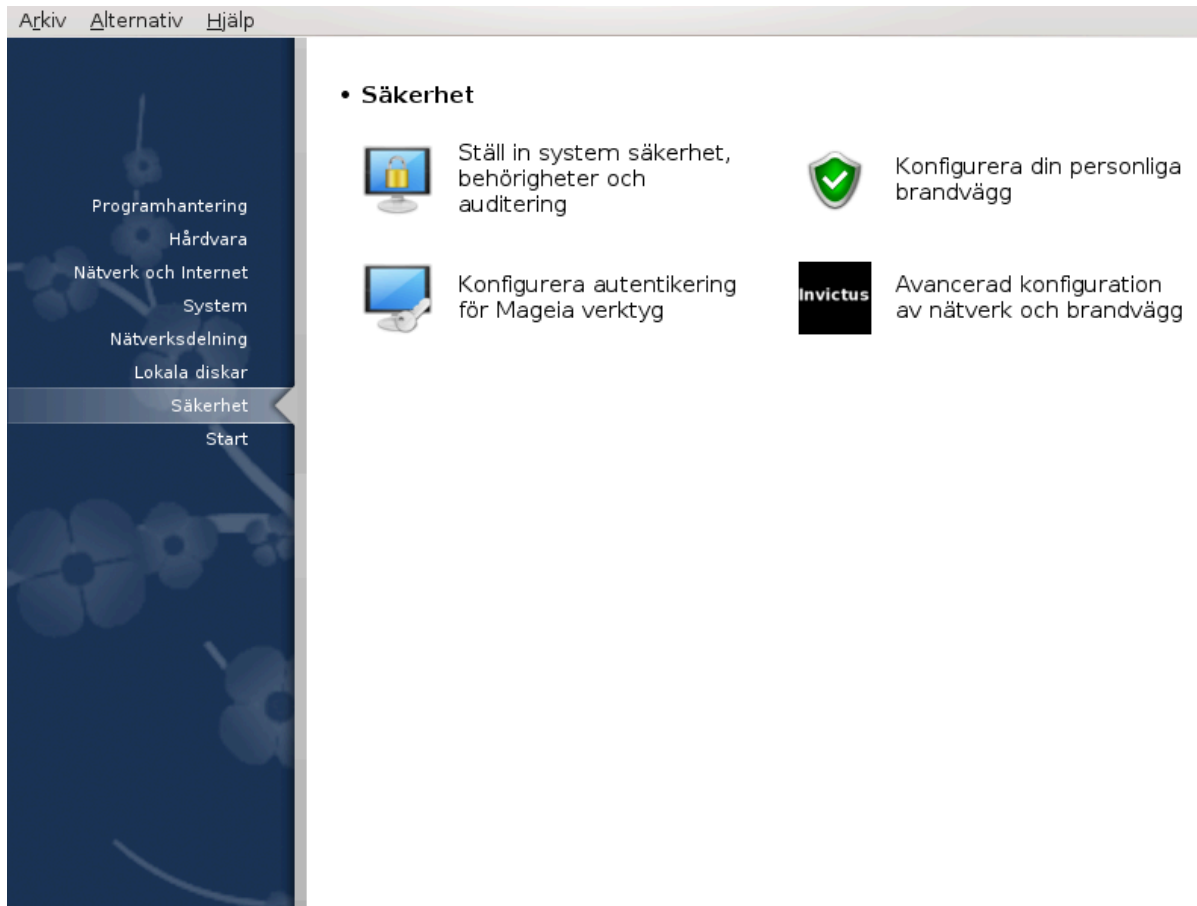 Arkiv Alternativ Hjälp
Programhantering
Hårdvara
Nätverk och Internet
System
Nätverksdelning
Lokala diskar
Säkerhet
Start
• Säkerhet
Ställ in system säkerhet,
behörigheter och
auditering
Konfigurera din personliga
brandvägg
Konfigurera autentikering
för Mageia verktyg
Invictus
Avancerad konfiguration
av nätverk och brandvägg